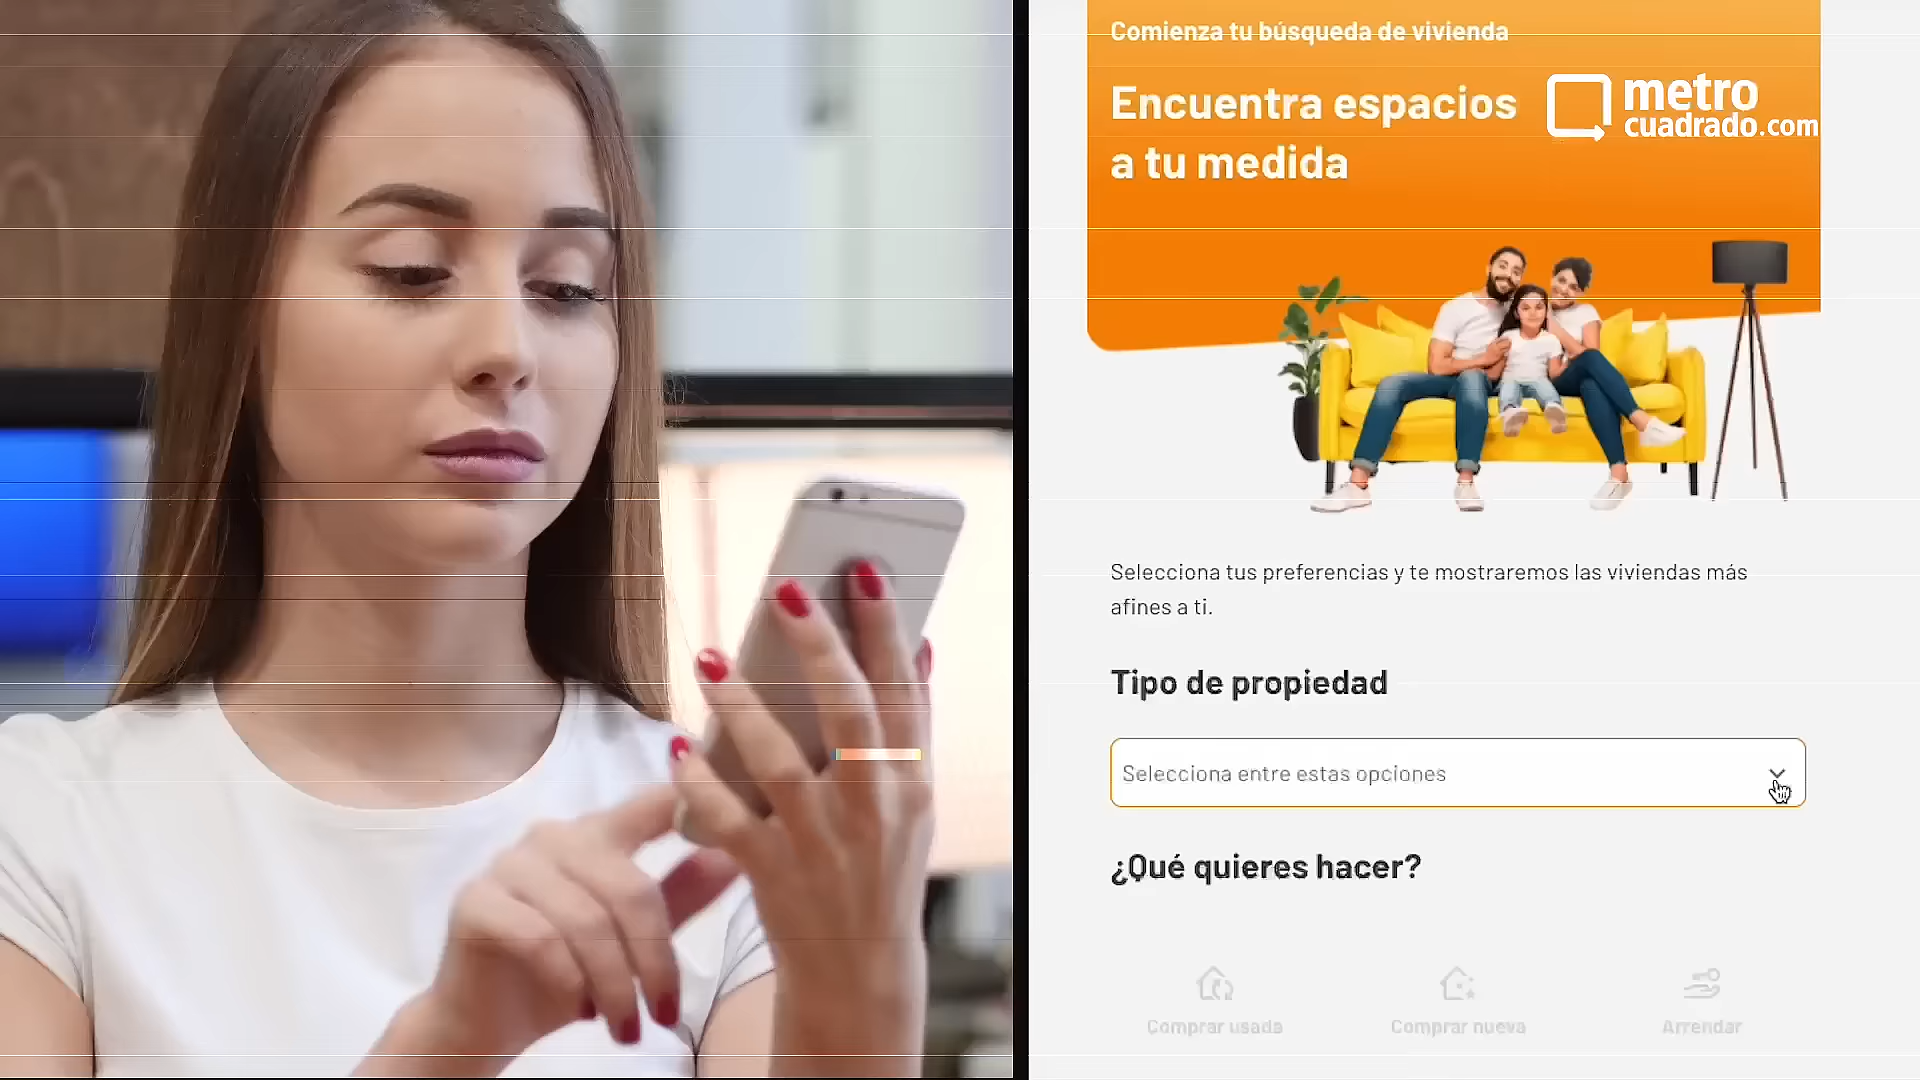 Comienza tu búsqueda de vivienda
Encuentra espacios
a tu medida
metro
cuadrado.com
Selecciona tus preferencias y te mostraremos las viviendas más
afines a ti.
Tipo de propiedad
Selecciona entre estas opciones
¿Qué quieres hacer?
Comprar usada
Comprar nueva
Arrendar